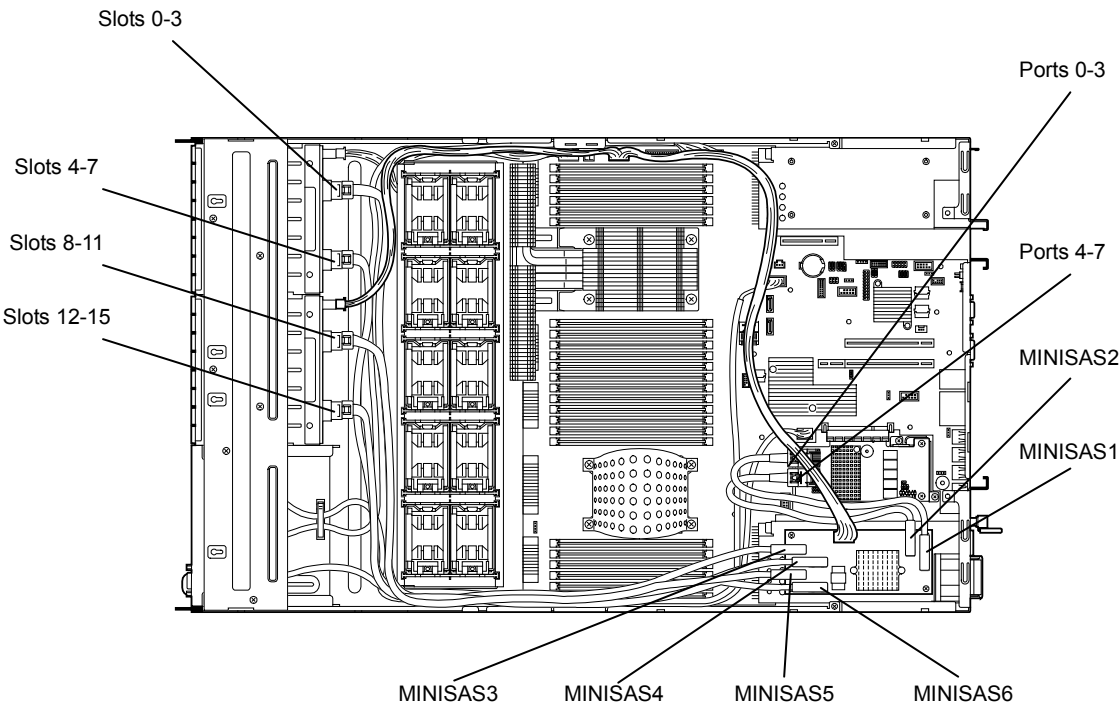 Slots 0-3
Ports 0-3
Slots 4-7
Slots 8-11
Ports 4-7
Slots 12-15
MINISAS2
MINISAS1
MINISAS3
MINISAS4
MINISAS5
MINISAS6